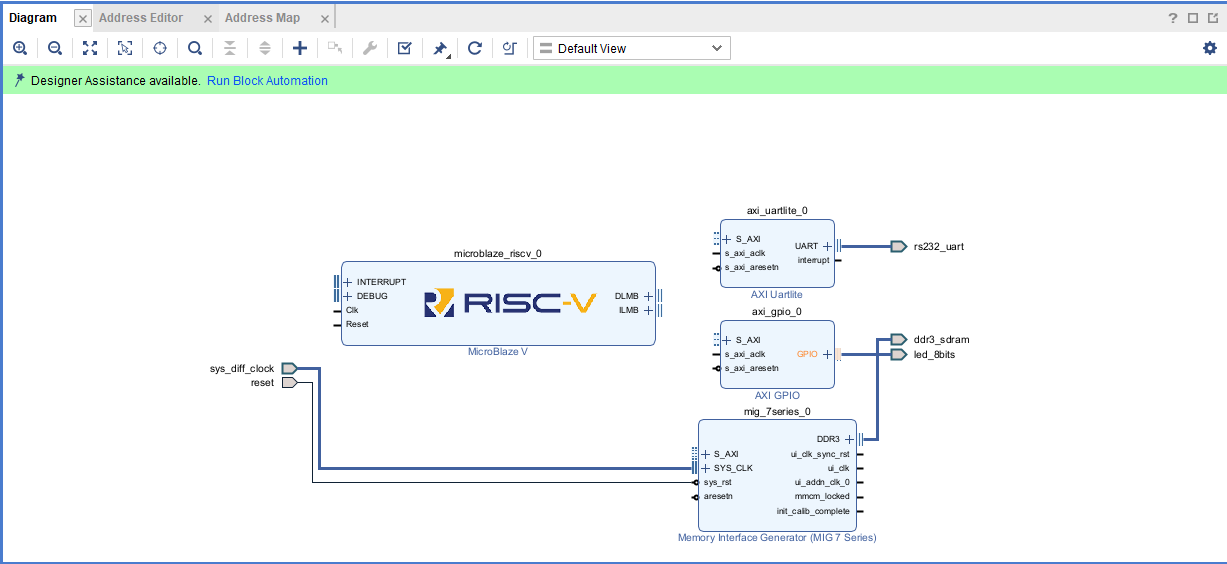 Diagram
Address Editor
Address Map
Default View
Designer Assistance available. Run Block Automation
microblaze_riscv_0
INTERRUPT
DEBUG
Clk
Reset
RISC-V
DLMB
ILMB
MicroBlaze V
sys_diff_clock
reset
axi_uartlite_0
S_AXI
s_axi_aclk
s_axi_aresetn
UART
interrupt
AXI Uartlite
rs232_uart
axi_gpio_0
S_AXI
s_axi_aclk
s_axi_aresetn
GPIO
AXI GPIO
ddr3_sdram
led_8bits
mig_7series_0
S_AXI
SYS_CLK
sys_rst
aresetn
DDR3
ui_clk_sync_rst
ui_clk
ui_addn_clk_0
mmcm_locked
init_calib_complete
Memory Interface Generator (MIG 7 Series)